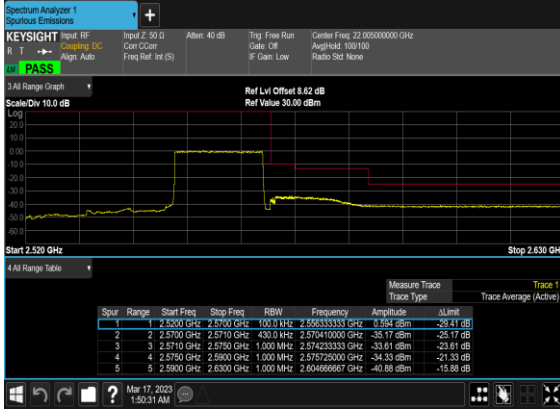 Spectrum Analyzer 1
Spurious Emissions
+
KEYSIGHT
R T
LXI PASS
Input: RF
Coupling: DC
Align: Auto
Input Z: 50 Ω
Corr CCorr
Freq Ref: Int (S)
Atten: 40 dB
Trig: Free Run
Gate: Off
IF Gain: Low
Center Freq: 22.005000000 GHz
Avg|Hold: 100/100
Radio Std: None
3 All Range Graph
Scale/Div 10.0 dB
Ref Lvl Offset 8.62 dB
Ref Value 30.00 dBm
Log
20.0
10.0
0.00
-10.0
-20.0
-30.0
-40.0
-50.0
-60.0
Start 2.520 GHz
Stop 2.630 GH
4 All Range Table
Measure Trace Trace 1
Trace Type Trace Average (Active)
Spur Range Start Freq Stop Freq RBW Frequency Amplitude ΔLimit
1 1 2.5200 GHz 2.5700 GHz 100.0 kHz 2.556333333 GHz 0.594 dBm -29.41 dB
2 2 2.5700 GHz 2.5710 GHz 430.0 kHz 2.570410000 GHz -35.17 dBm -25.17 dB
3 3 2.5710 GHz 2.5750 GHz 1.000 MHz 2.574233333 GHz -33.61 dBm -23.61 dB
4 4 2.5750 GHz 2.5900 GHz 1.000 MHz 2.575725000 GHz -34.33 dBm -21.33 dB
5 5 2.5900 GHz 2.6300 GHz 1.000 MHz 2.604666667 GHz -40.88 dBm -15.88 dB
?
Mar 17, 2023
1:50:31 AM